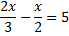 2x/3 − x/2 = 5